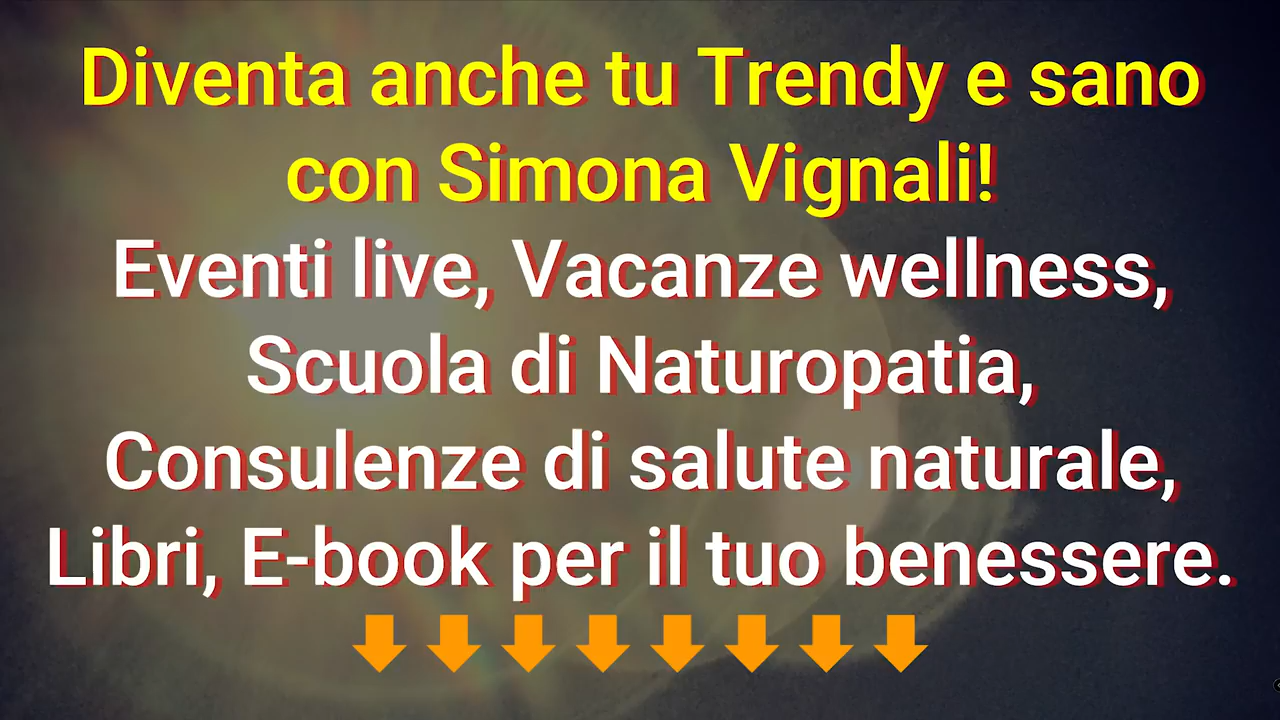 Diventa anche tu Trendy e sano
con Simona Vignali!
Eventi live, Vacanze wellness,
Scuola di Naturopatia,
Consulenze di salute naturale,
Libri, E-book per il tuo benessere.